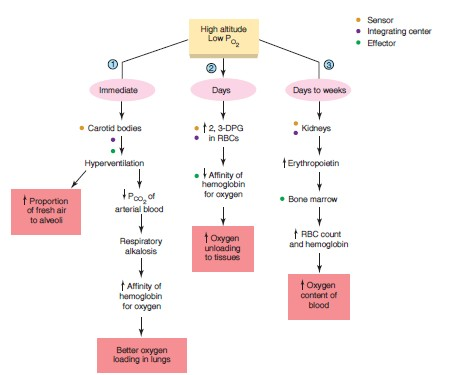 High altitude
Low PO2
Sensor
Integrating center
Effector
1
2
3
Immediate
Days
Days to weeks
Carotid bodies
Hyperventilation
Proportion
of fresh air
to alveoli
PCO2 of
arterial blood
Respiratory
alkalosis
Affinity of
hemoglobin
for oxygen
Better oxygen
loading in lungs
2, 3-DPG
in RBCs
Affinity of
hemoglobin
for oxygen
Oxygen
unloading
to tissues
Kidneys
Erythropoietin
Bone marrow
RBC count
and hemoglobin
Oxygen
content of
blood